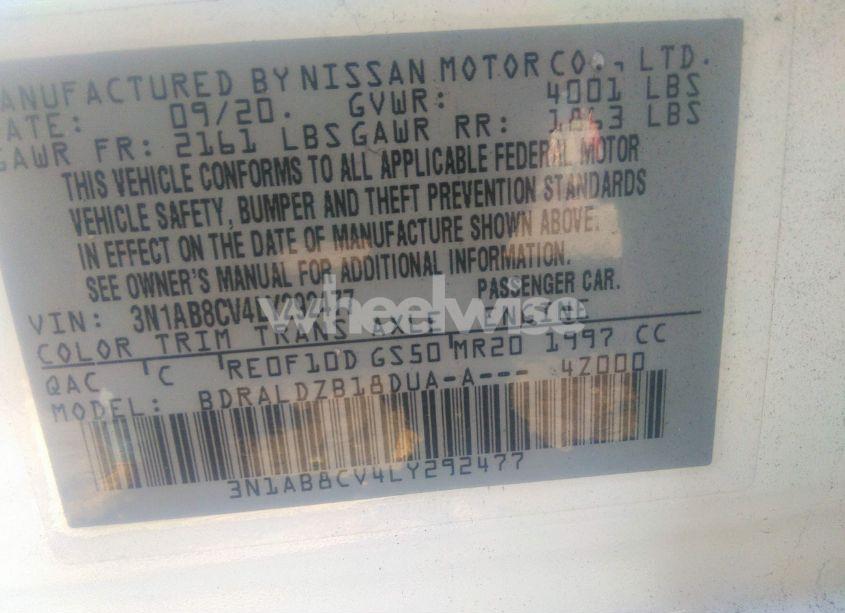 MANUFACTURED BY NISSAN MOTOR CO., LTD.
DATE: 09/20. GVWR: 4001 LBS
GAWR FR: 2161 LBS GAWR RR: LBS
THIS VEHICLE CONFORMS TO ALL APPLICABLE FEDERAL MOTOR
VEHICLE SAFETY, BUMPER AND THEFT PREVENTION STANDARDS
IN EFFECT ON THE DATE OF MANUFACTURE SHOWN ABOVE.
SEE OWNER'S MANUAL FOR ADDITIONAL INFORMATION.
VIN: 3N1AB8CV4LY292477 PASSENGER CAR.
wheelwise
COLOR TRIM TRANS AXLE ENGINE
QAC C RE0F10D GS50 MR20 1997 CC
MODEL: BDRALDZB18DUA-A--- 4Z000
3N1AB8CV4LY292477